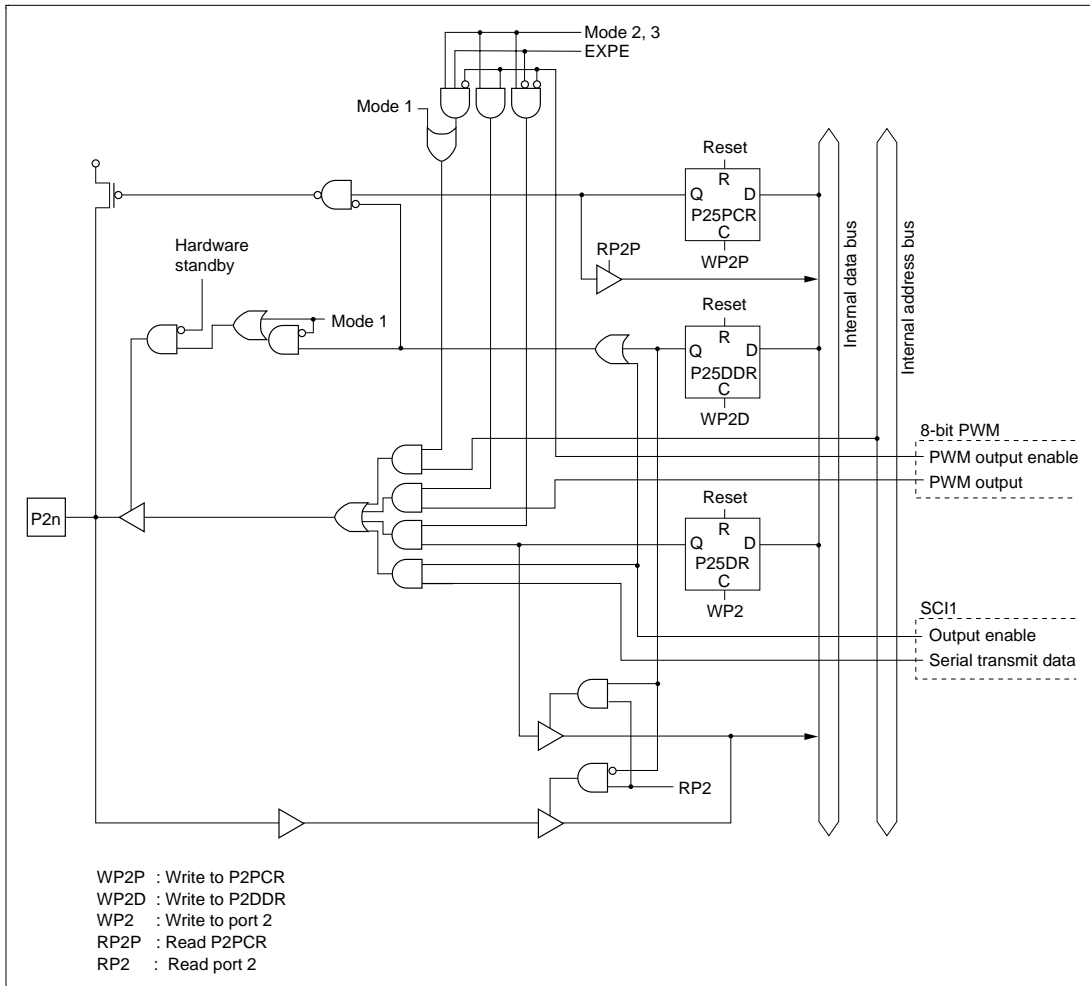 Mode 2, 3
EXPE
Mode 1
Reset
R
Q D
P25PCR
C
WP2P
RP2P
Hardware
standby
Mode 1
Reset
R
Q D
P25DDR
C
WP2D
Internal data bus
Internal address bus
8-bit PWM
PWM output enable
PWM output
P2n
Reset
R
Q D
P25DR
C
WP2
SCI1
Output enable
Serial transmit data
RP2
WP2P : Write to P2PCR
WP2D : Write to P2DDR
WP2 : Write to port 2
RP2P : Read P2PCR
RP2 : Read port 2